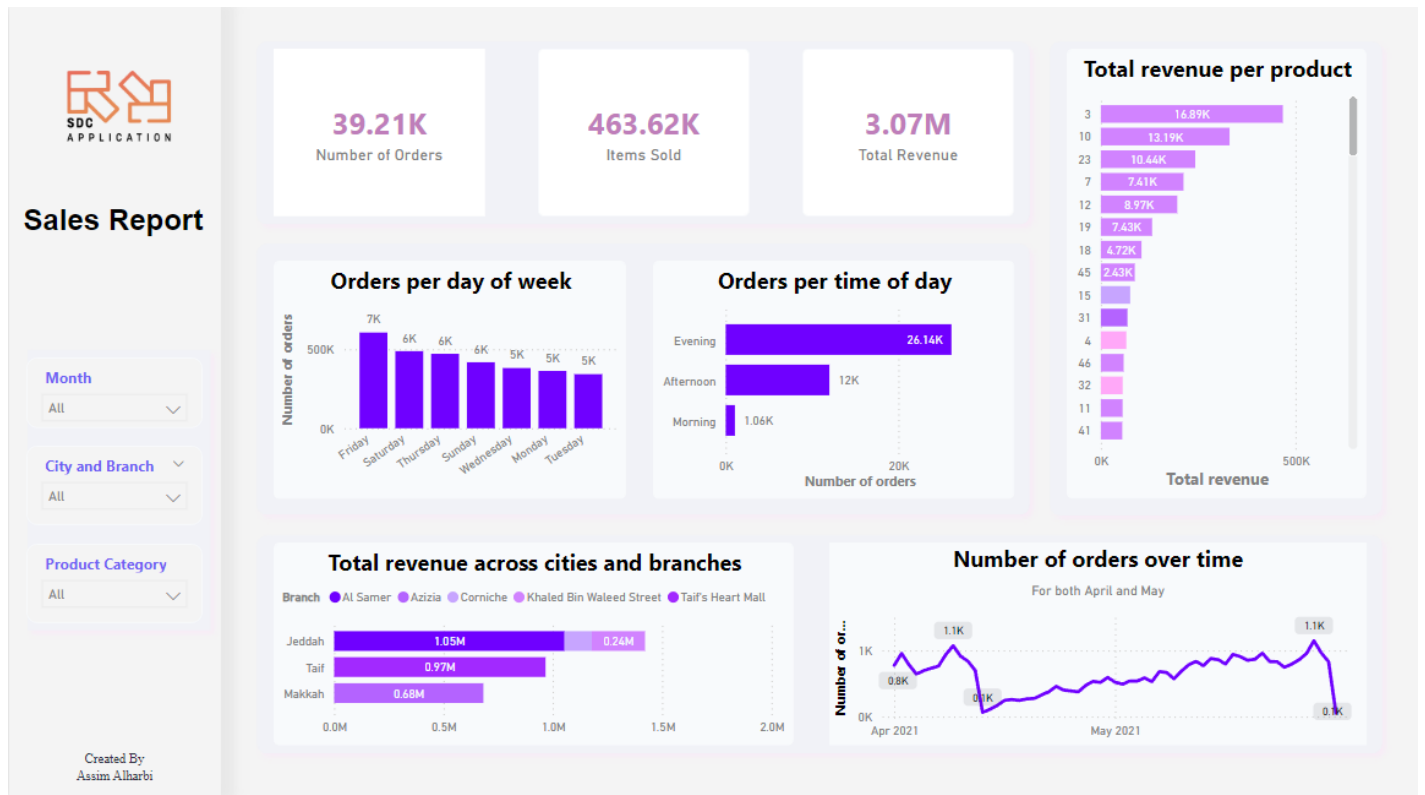 SDC
APPLICATION
Sales Report
Month
All
City and Branch
All
Product Category
All
Created By
Assim Alharbi
39.21K
Number of Orders
463.62K
Items Sold
3.07M
Total Revenue
Orders per day of week
Number of orders
500K
0K
7K
6K
6K
6K
5K
5K
5K
Friday
Saturday
Thursday
Sunday
Wednesday
Monday
Tuesday
Orders per time of day
Evening
26.14K
Afternoon
12K
Morning
1.06K
0K
20K
Number of orders
Total revenue per product
3
16.89K
10
13.19K
23
10.44K
7
7.41K
12
8.97K
19
7.43K
18
4.72K
45
2.43K
15
31
4
46
32
11
41
0K
500K
Total revenue
Total revenue across cities and branches
Branch Al Samer Azizia Corniche Khaled Bin Waleed Street Taif's Heart Mall
Jeddah
1.05M
0.24M
Taif
0.97M
Makkah
0.68M
0.0M
0.5M
1.0M
1.5M
2.0M
Number of orders over time
For both April and May
Number of or...
1K
0K
0.8K
1.1K
0.1K
1.1K
0.1K
Apr 2021
May 2021